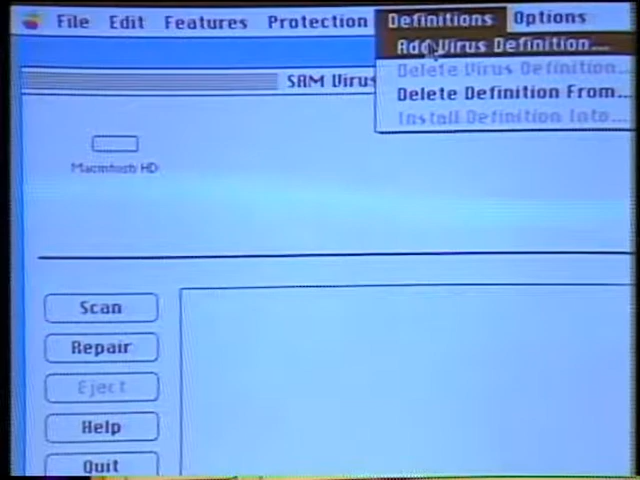 File Edit Features Protection Definitions Options
Add Virus Definition...
Delete Virus Definition...
Delete Definition From...
Install Definition Into...
SAM Virus
Macintosh HD
Scan
Repair
Eject
Help
Quit